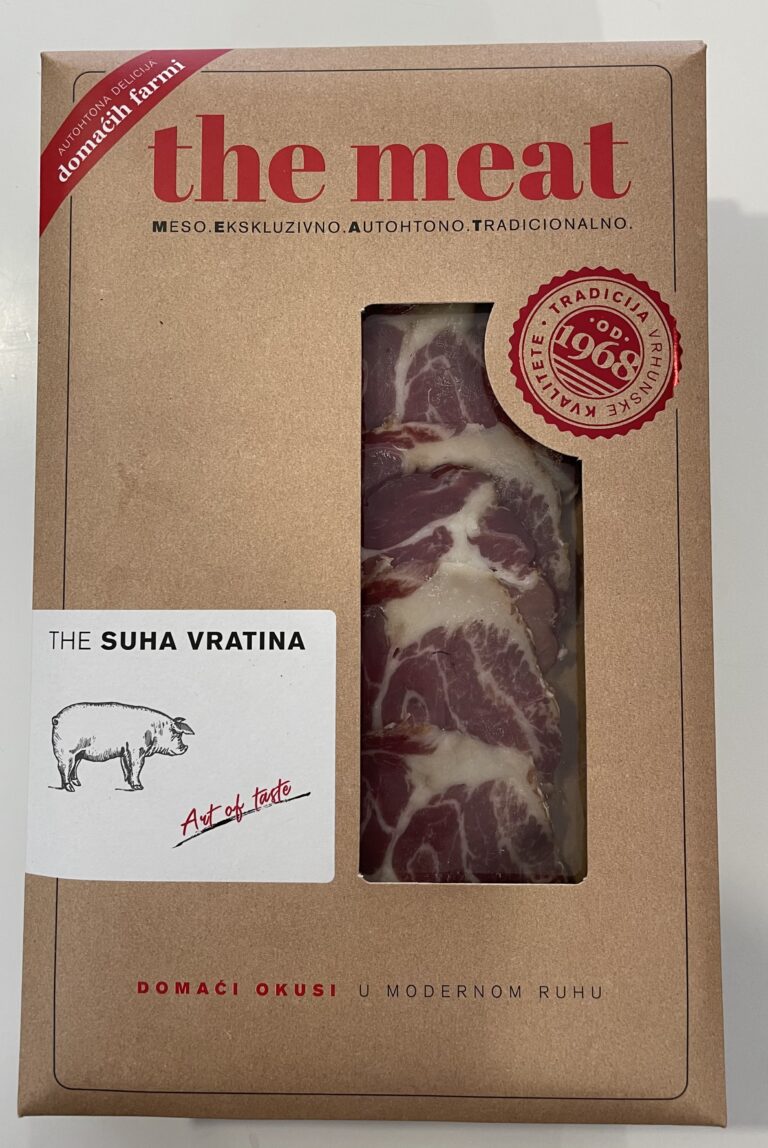 AUTOHTONA DELICIJA
domaćih farmi
the meat
MESO.EKSKLUZIVNO.AUTOHTONO.TRADICIONALNO.
TRADICIJA VRHUNSKE KVALITETE
OD
1968
THE SUHA VRATINA
Art of taste
DOMAĆI OKUSI U MODERNOM RUHU